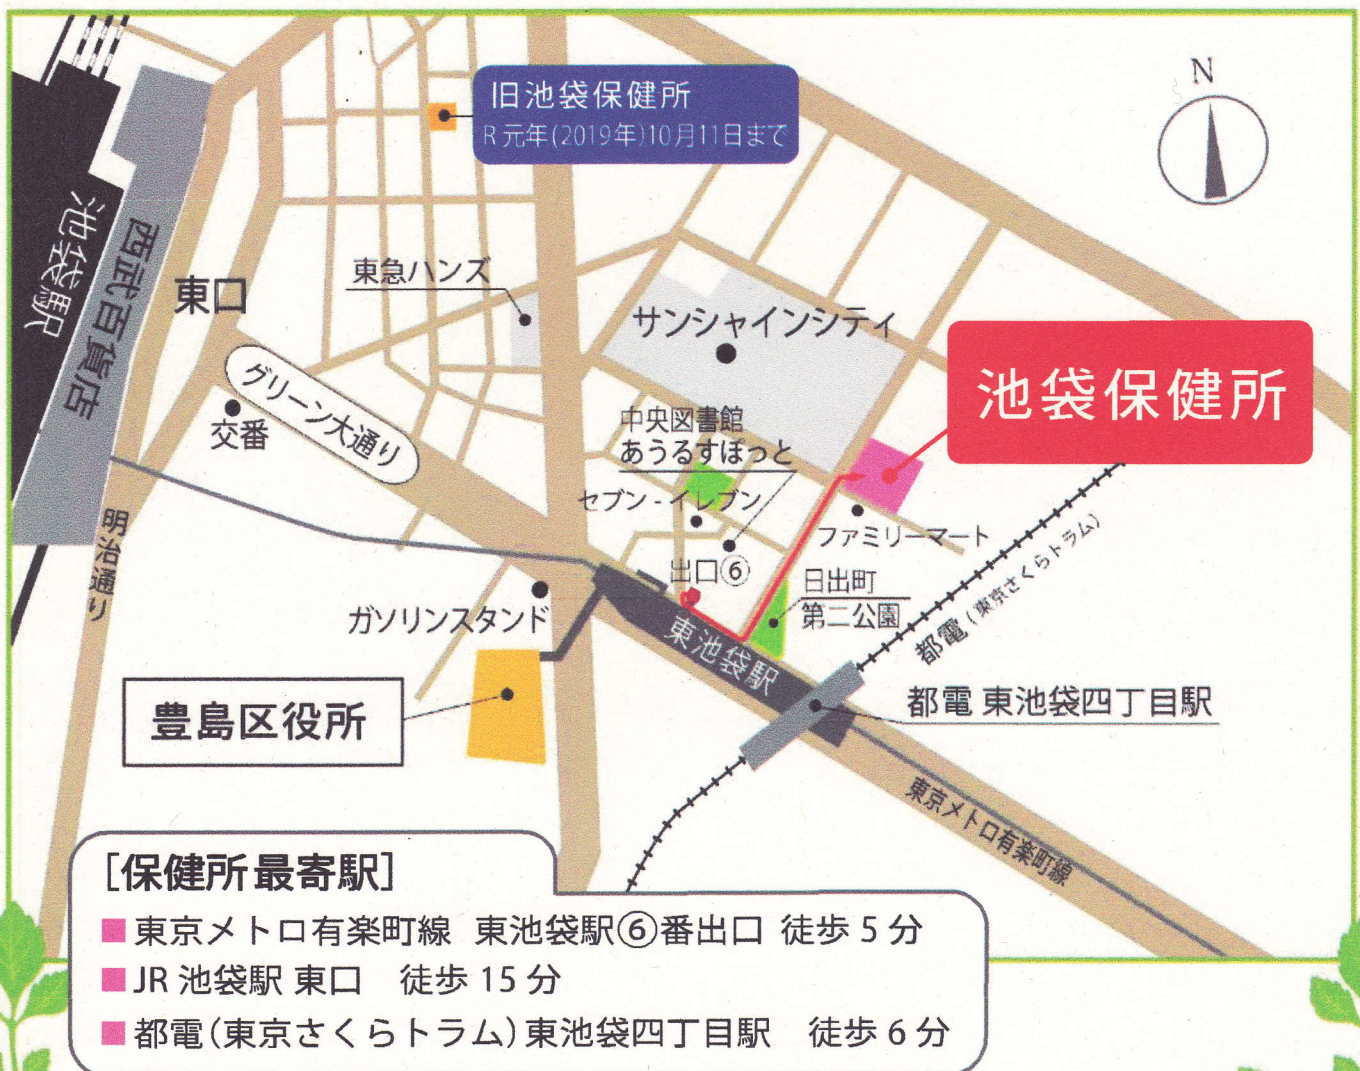 N
旧池袋保健所
R元年(2019年)10月11日まで
池袋駅
西武百貨店
東口
東急ハンズ
サンシャインシティ
池袋保健所
グリーン大通り
交番
中央図書館
あうるすぽっと
セブン-イレブン
ファミリーマート
明治通り
出口⑥
日出町
第二公園
ガソリンスタンド
東池袋駅
都電(東京さくらトラム)
都電 東池袋四丁目駅
豊島区役所
東京メトロ有楽町線
[保健所最寄駅]
■東京メトロ有楽町線 東池袋駅⑥番出口 徒歩5分
■JR池袋駅 東口 徒歩15分
■都電(東京さくらトラム)東池袋四丁目駅 徒歩6分